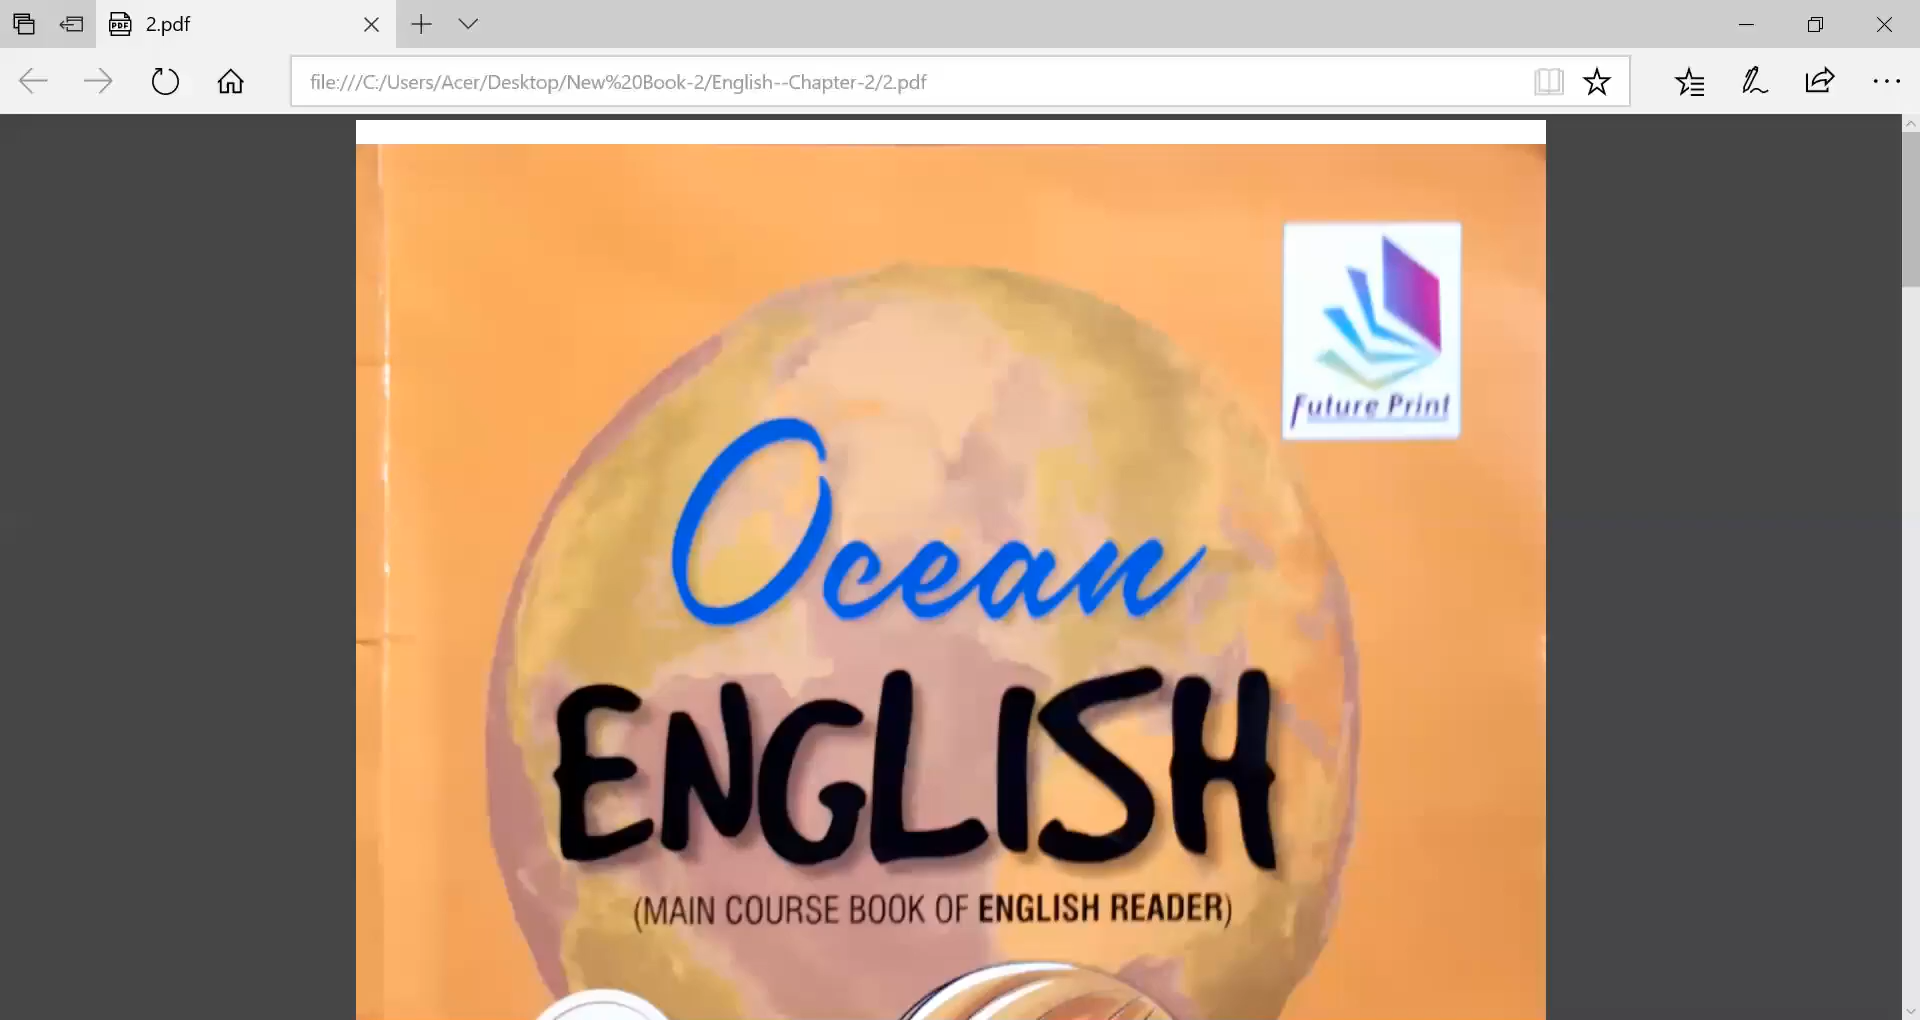 2.pdf
file:///C:/Users/Acer/Desktop/New%20Book-2/English--Chapter-2/2.pdf
Future Print
Ocean
ENGLISH
(MAIN COURSE BOOK OF ENGLISH READER)